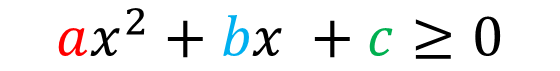 ax² + bx + c ≥ 0